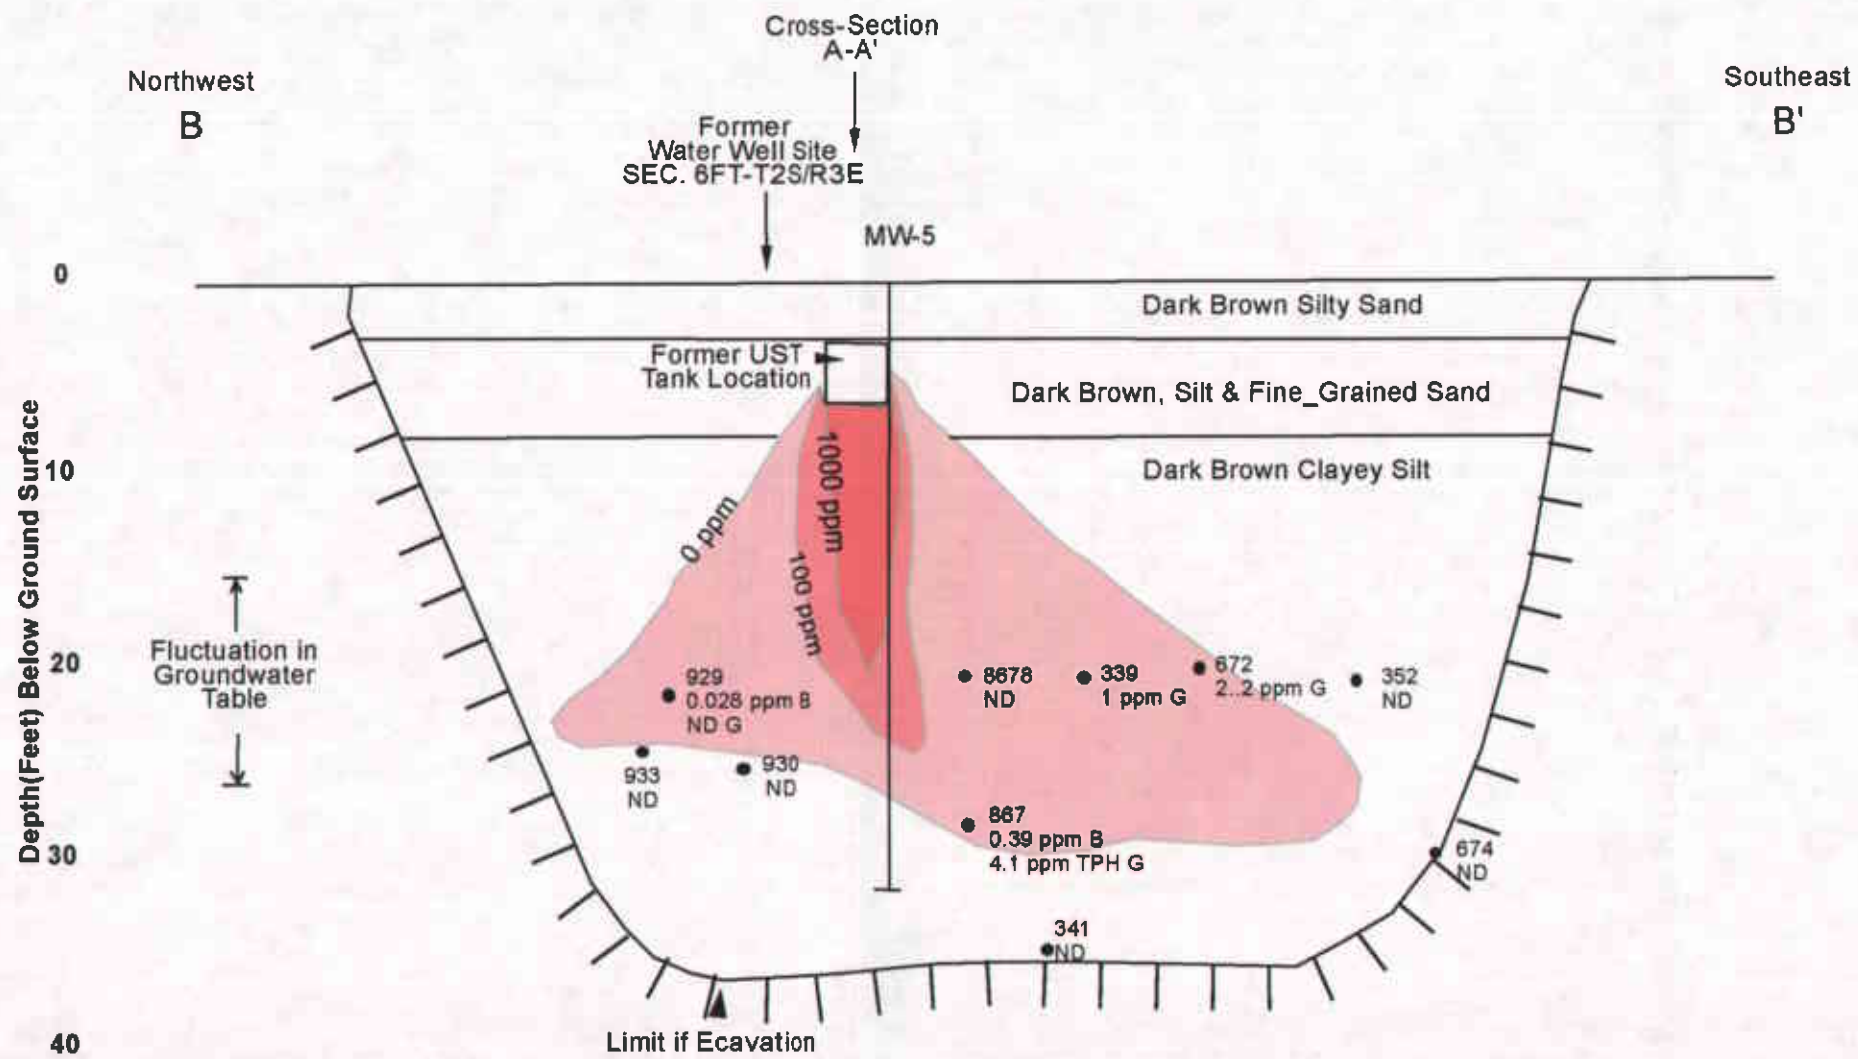 Cross-Section
A-A'
Northwest
B
Southeast
B'
Former
Water Well Site
SEC. 6FT-T2S/R3E
MW-5
0
Dark Brown Silty Sand
Former UST
Tank Location
Dark Brown, Silt & Fine_Grained Sand
Depth(Feet) Below Ground Surface
10
Dark Brown Clayey Silt
1000 ppm
0 ppm
100 ppm
Fluctuation in
Groundwater
Table
20
929
0.028 ppm B
ND G
8678
ND
339
1 ppm G
672
2..2 ppm G
352
ND
933
ND
930
ND
867
0.39 ppm B
4.1 ppm TPH G
30
674
ND
341
ND
40
Limit if Ecavation